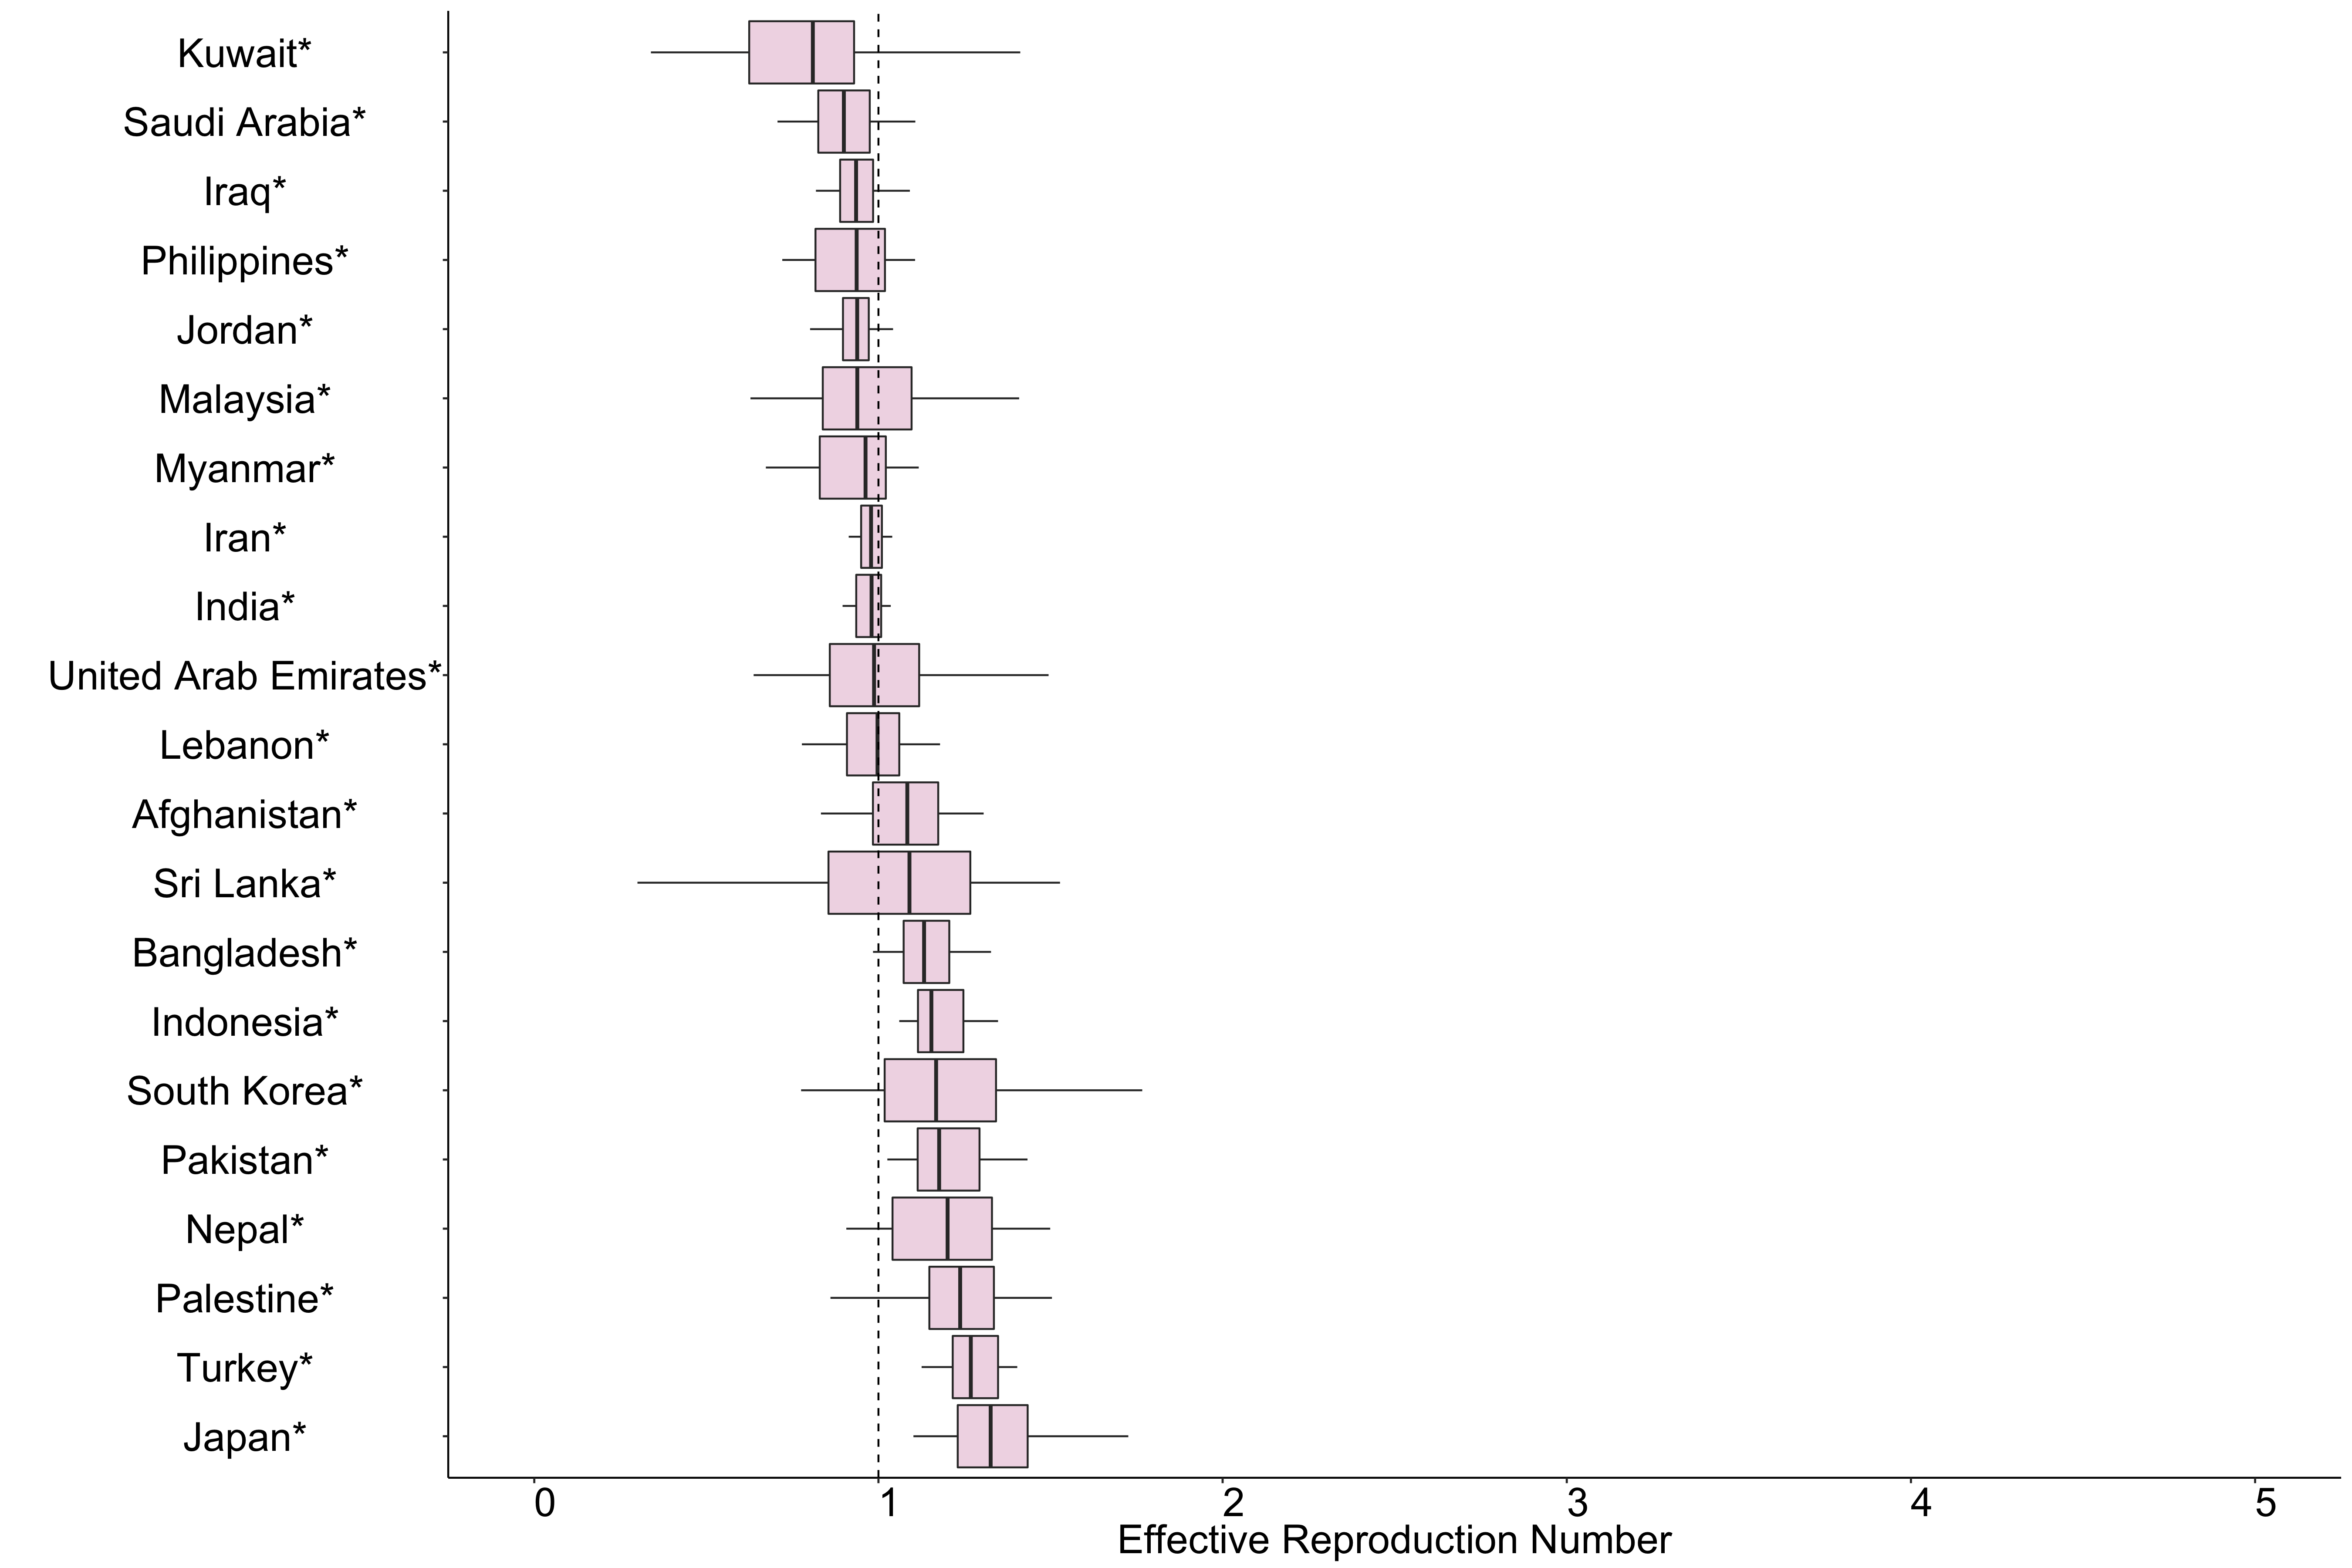 Kuwait*
Saudi Arabia*
Iraq*
Philippines*
Jordan*
Malaysia*
Myanmar*
Iran*
India*
United Arab Emirates*
Lebanon*
Afghanistan*
Sri Lanka*
Bangladesh*
Indonesia*
South Korea*
Pakistan*
Nepal*
Palestine*
Turkey*
Japan*
0 1 2 3 4 5
Effective Reproduction Number